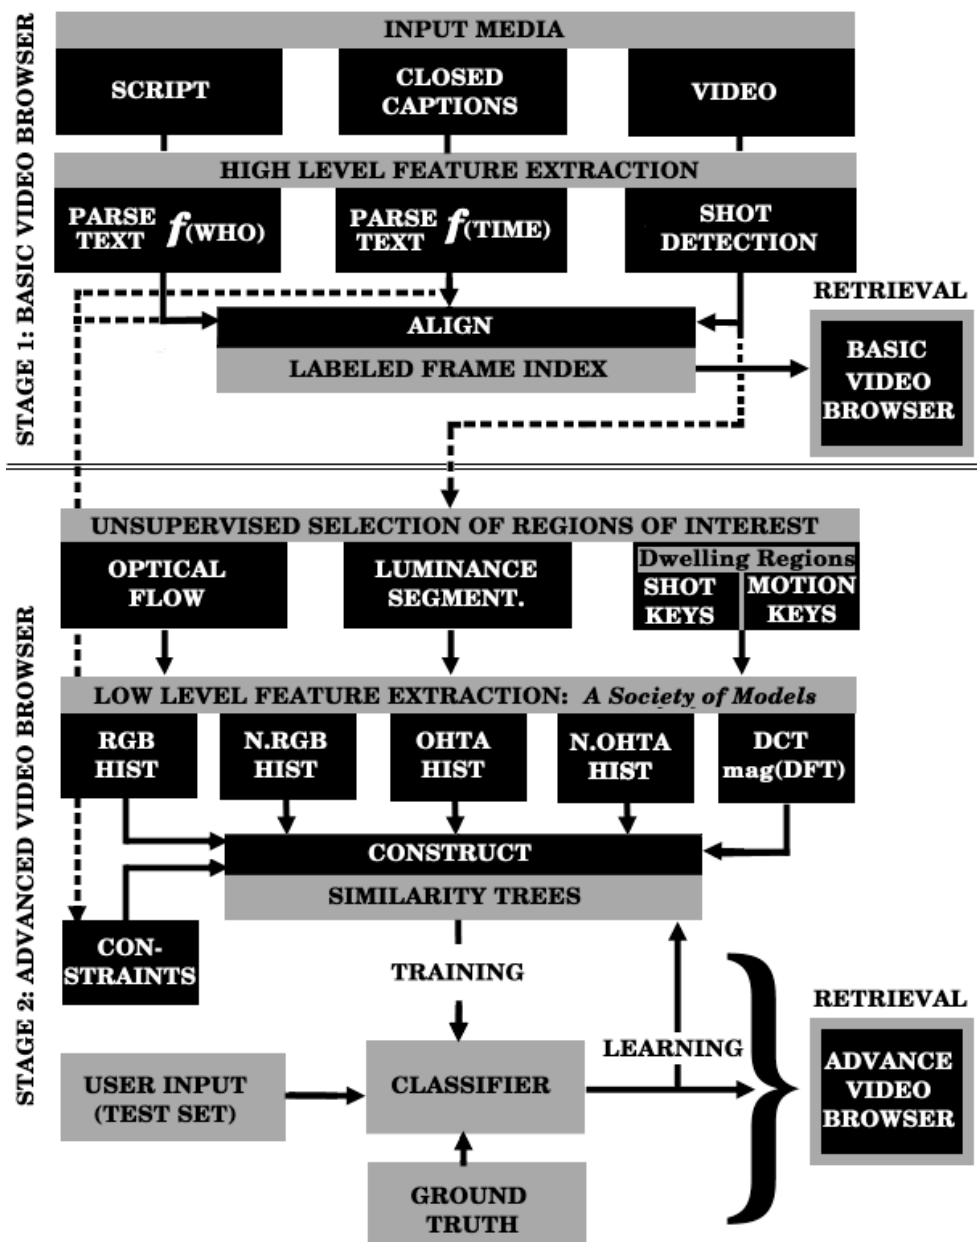 STAGE 1: BASIC VIDEO BROWSER
INPUT MEDIA
SCRIPT
CLOSED
CAPTIONS
VIDEO
HIGH LEVEL FEATURE EXTRACTION
PARSE
TEXT f(WHO)
PARSE
TEXT f(TIME)
SHOT
DETECTION
ALIGN
LABELED FRAME INDEX
RETRIEVAL
BASIC
VIDEO
BROWSER
STAGE 2: ADVANCED VIDEO BROWSER
UNSUPERVISED SELECTION OF REGIONS OF INTEREST
OPTICAL
FLOW
LUMINANCE
SEGMENT.
Dwelling Regions
SHOT
KEYS
MOTION
KEYS
LOW LEVEL FEATURE EXTRACTION: A Society of Models
RGB
HIST
N.RGB
HIST
OHTA
HIST
N.OHTA
HIST
DCT
mag(DFT)
CONSTRUCT
SIMILARITY TREES
CON-
STRAINTS
TRAINING
LEARNING
USER INPUT
(TEST SET)
CLASSIFIER
GROUND
TRUTH
RETRIEVAL
ADVANCE
VIDEO
BROWSER